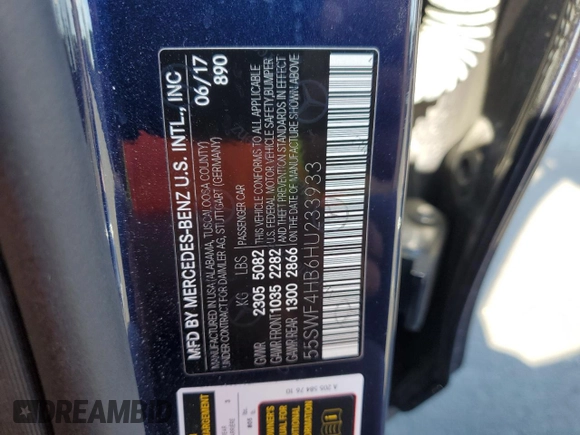 MFD BY MERCEDES-BENZ U.S. INTL., INC
MANUFACTURED IN USA (ALABAMA, TUSCALOOSA COUNTY)
UNDER CONTRACT FOR DAIMLER AG, STUTTGART (GERMANY)
06/17
890
KG LBS PASSENGER CAR
GVWR 2305 5082
GAWR FRONT 1035 2282
GAWR REAR 1300 2866
THIS VEHICLE CONFORMS TO ALL APPLICABLE
U.S. FEDERAL MOTOR VEHICLE SAFETY, BUMPER
AND THEFT PREVENTION STANDARDS IN EFFECT
ON THE DATE OF MANUFACTURE SHOWN ABOVE
55SWF4HB6HU233933
CHARGEMENT
OWNER'S
FOR
DREAMBID